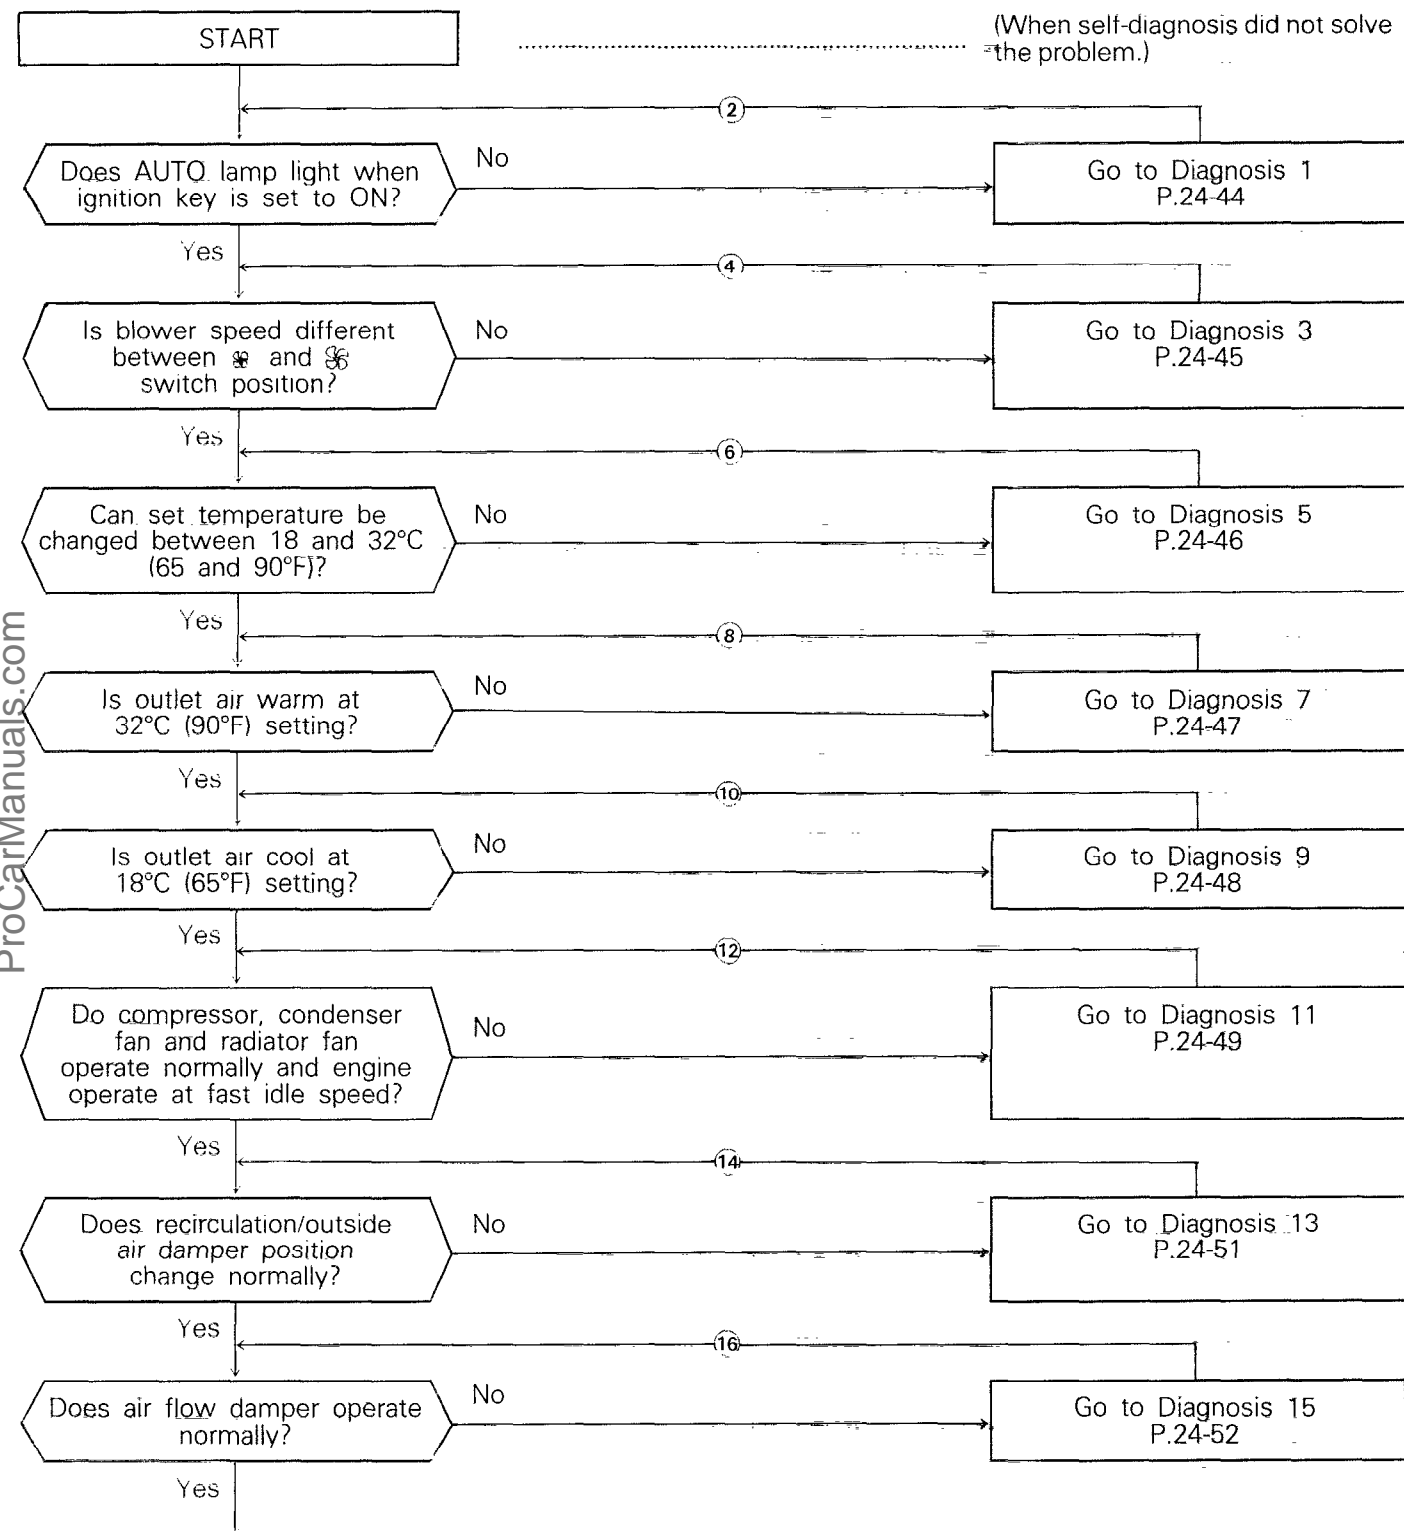 START
(When self-diagnosis did not solve
the problem.)
2
Does AUTO lamp light when
ignition key is set to ON?
No
Go to Diagnosis 1
P.24-44
Yes
4
Is blower speed different
between and
switch position?
No
Go to Diagnosis 3
P.24-45
Yes
6
Can set temperature be
changed between 18 and 32°C
(65 and 90°F)?
No
Go to Diagnosis 5
P.24-46
Yes
8
Is outlet air warm at
32°C (90°F) setting?
No
Go to Diagnosis 7
P.24-47
Yes
10
Is outlet air cool at
18°C (65°F) setting?
No
Go to Diagnosis 9
P.24-48
Yes
12
Do compressor, condenser
fan and radiator fan
operate normally and engine
operate at fast idle speed?
No
Go to Diagnosis 11
P.24-49
Yes
14
Does recirculation/outside
air damper position
change normally?
No
Go to Diagnosis 13
P.24-51
Yes
16
Does air flow damper operate
normally?
No
Go to Diagnosis 15
P.24-52
Yes
ProCarManuals.com